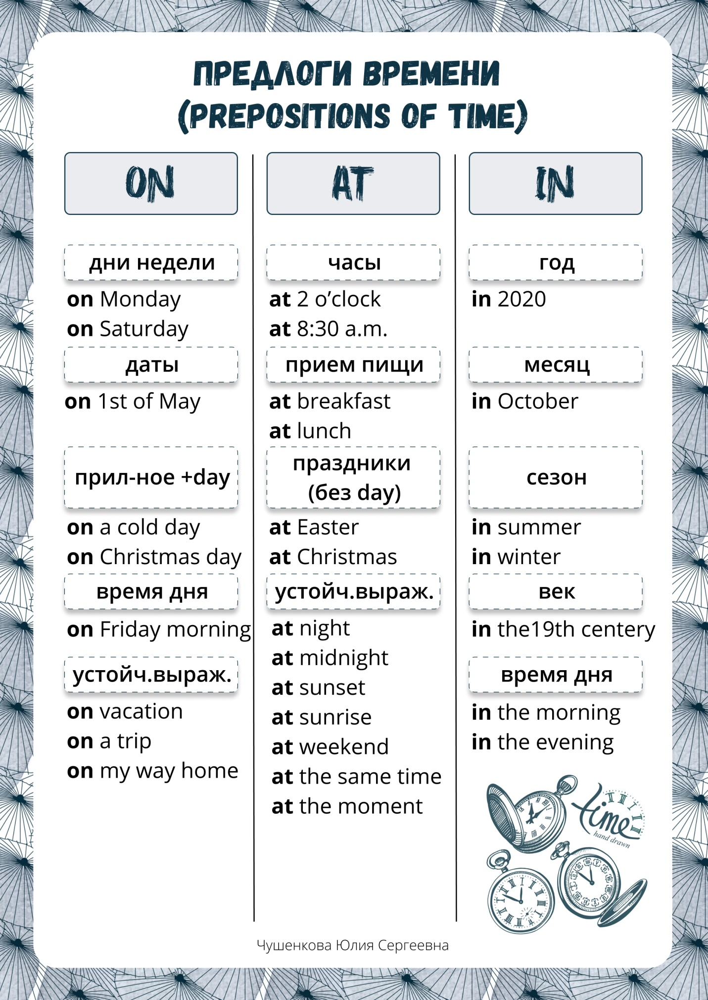 ПРЕДЛОГИ ВРЕМЕНИ
(PREPOSITIONS OF TIME)
ON
дни недели
on Monday
on Saturday
даты
on 1st of May
прил-ное +day
on a cold day
on Christmas day
время дня
on Friday morning
устойч.выраж.
on vacation
on a trip
on my way home
AT
часы
at 2 o’clock
at 8:30 a.m.
прием пищи
at breakfast
at lunch
праздники
(без day)
at Easter
at Christmas
устойч.выраж.
at night
at midnight
at sunset
at sunrise
at weekend
at the same time
at the moment
IN
год
in 2020
месяц
in October
сезон
in summer
in winter
век
in the19th centery
время дня
in the morning
in the evening
time
hand drawn
Чушенкова Юлия Сергеевна